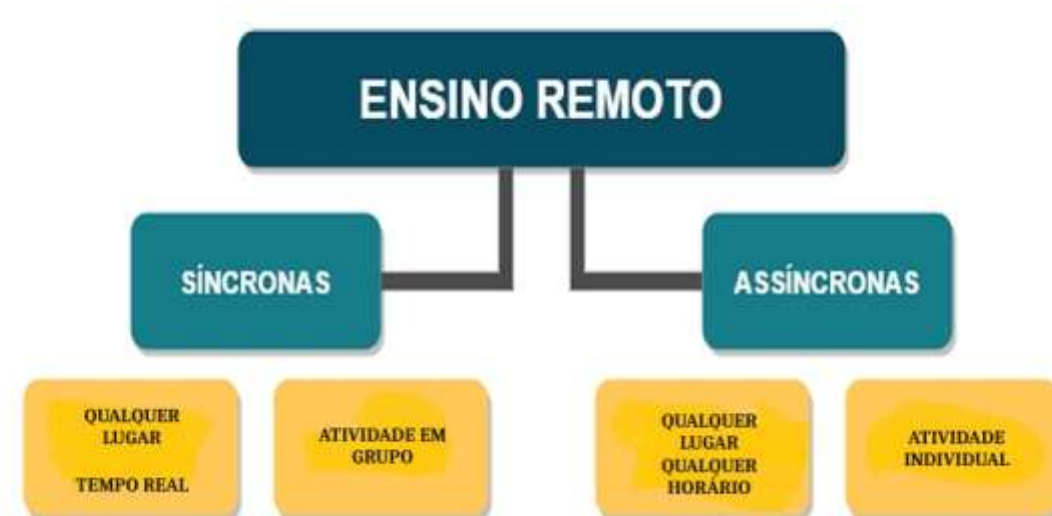 ENSINO REMOTO
SÍNCRONAS
ASSÍNCRONAS
QUALQUER
LUGAR
TEMPO REAL
ATIVIDADE EM
GRUPO
QUALQUER
LUGAR
QUALQUER
HORÁRIO
ATIVIDADE
INDIVIDUAL